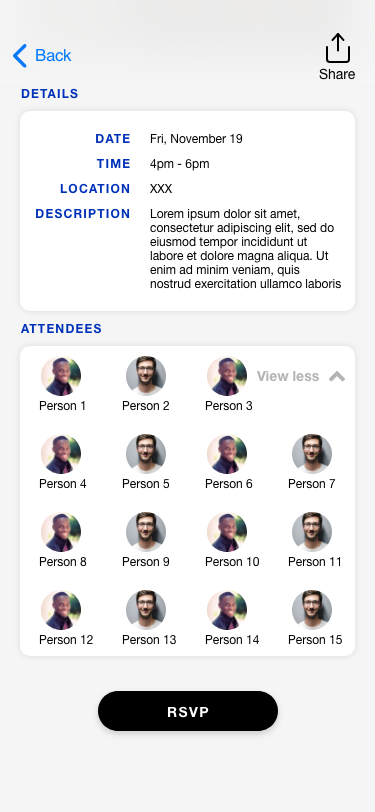 Back
Share
DETAILS
DATE Fri, November 19
TIME 4pm - 6pm
LOCATION XXX
DESCRIPTION Lorem ipsum dolor sit amet,
consectetur adipiscing elit, sed do
eiusmod tempor incididunt ut
labore et dolore magna aliqua. Ut
enim ad minim veniam, quis
nostrud exercitation ullamco laboris
ATTENDEES
View less
Person 1 Person 2 Person 3
Person 4 Person 5 Person 6 Person 7
Person 8 Person 9 Person 10 Person 11
Person 12 Person 13 Person 14 Person 15
RSVP